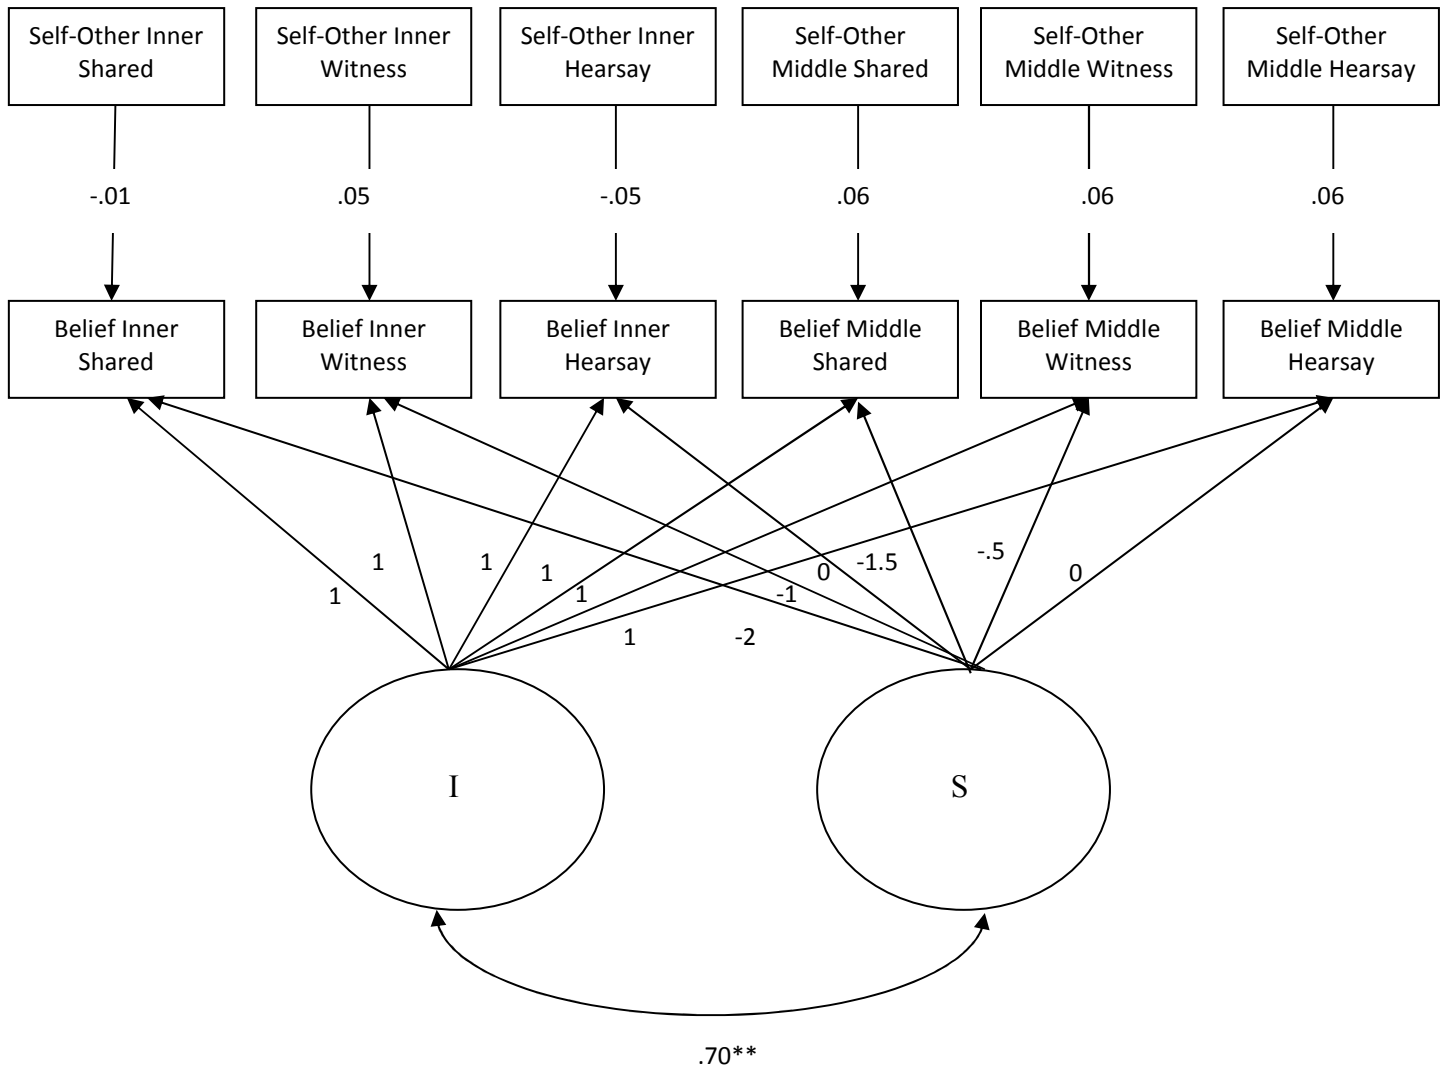 Self-Other Inner
Shared
Self-Other Inner
Witness
Self-Other Inner
Hearsay
Self-Other
Middle Shared
Self-Other
Middle Witness
Self-Other
Middle Hearsay
-.01
.05
-.05
.06
.06
.06
Belief Inner
Shared
Belief Inner
Witness
Belief Inner
Hearsay
Belief Middle
Shared
Belief Middle
Witness
Belief Middle
Hearsay
1
1
1
1
1
1
-2
-1
0
-1.5
-.5
0
I
S
.70**